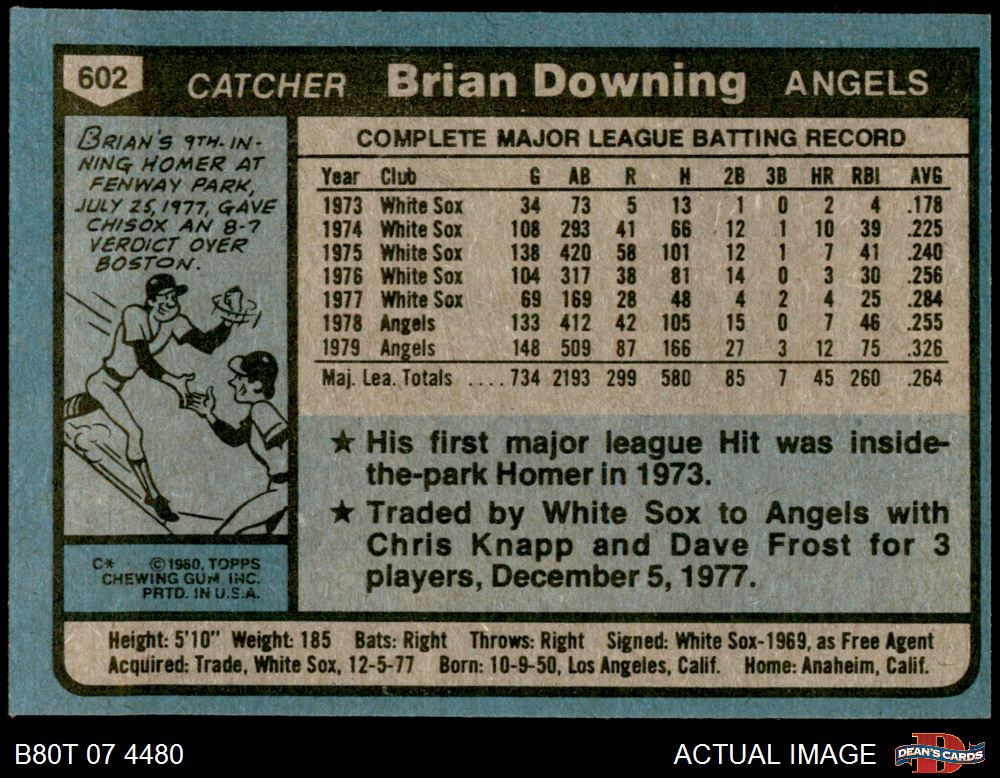 602 CATCHER Brian Downing ANGELS
BRIAN'S 9TH-IN-
NING HOMER AT
FENWAY PARK,
JULY 25, 1977, GAVE
CHISOX AN 8-7
VERDICT OVER
BOSTON.
COMPLETE MAJOR LEAGUE BATTING RECORD
Year Club G AB R H 2B 3B HR RBI AVG
1973 White Sox 34 73 5 13 1 0 2 4 .178
1974 White Sox 108 293 41 66 12 1 10 39 .225
1975 White Sox 138 420 58 101 12 1 7 41 .240
1976 White Sox 104 317 38 81 14 0 3 30 .256
1977 White Sox 69 169 28 48 4 2 4 25 .284
1978 Angels 133 412 42 105 15 0 7 46 .255
1979 Angels 148 509 87 166 27 3 12 75 .326
Maj. Lea. Totals .... 734 2193 299 580 85 7 45 260 .264
★ His first major league Hit was inside-
the-park Homer in 1973.
★ Traded by White Sox to Angels with
Chris Knapp and Dave Frost for 3
players, December 5, 1977.
C* ©1980, TOPPS
CHEWING GUM, INC.
PRTD. IN U.S.A.
Height: 5'10" Weight: 185 Bats: Right Throws: Right Signed: White Sox-1969, as Free Agent
Acquired: Trade, White Sox, 12-5-77 Born: 10-9-50, Los Angeles, Calif. Home: Anaheim, Calif.
B80T 07 4480 ACTUAL IMAGE D DEAN'S CARDS